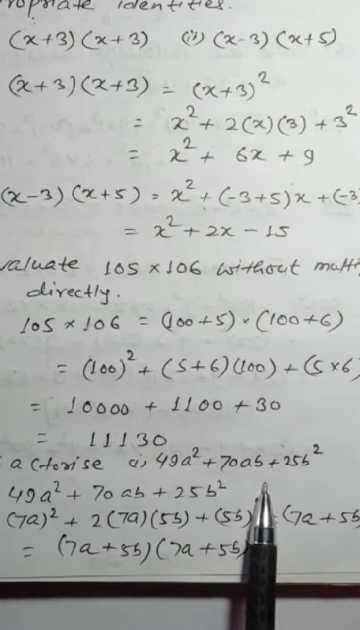 opriate identities.
(x+3)(x+3) (ii) (x-3)(x+5)
(x+3)(x+3) = (x+3)²
= x² + 2(x)(3) + 3²
= x² + 6x + 9
(x-3)(x+5) = x² + (-3+5)x + (-3)
= x² + 2x - 15
valuate 105 × 106 without multi
directly.
105 × 106 = (100+5) × (100+6)
= (100)² + (5+6)(100) + (5×6
= 10000 + 1100 + 30
= 11130
actorise i) 49a² + 70ab + 25b²
49a² + 70ab + 25b²
(7a)² + 2(7a)(5b) + (5b) (7a+5b
= (7a+5b)(7a+5b)